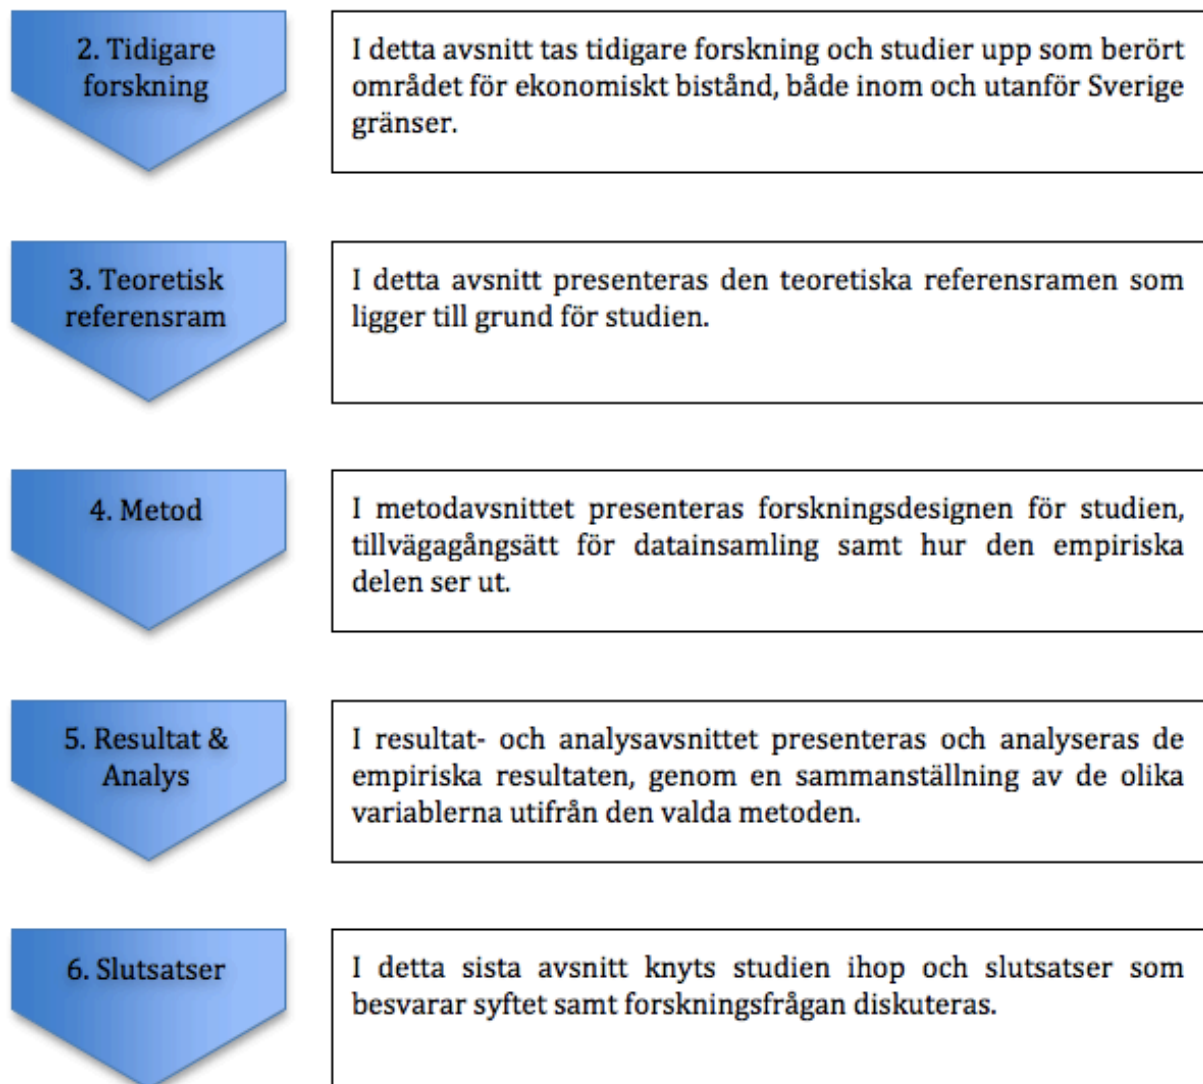 2. Tidigare
forskning
I detta avsnitt tas tidigare forskning och studier upp som berört
området för ekonomiskt bistånd, både inom och utanför Sverige
gränser.
3. Teoretisk
referensram
I detta avsnitt presenteras den teoretiska referensramen som
ligger till grund för studien.
4. Metod
I metodavsnittet presenteras forskningsdesignen för studien,
tillvägagångsätt för datainsamling samt hur den empiriska
delen ser ut.
5. Resultat &
Analys
I resultat- och analysavsnittet presenteras och analyseras de
empiriska resultaten, genom en sammanställning av de olika
variablerna utifrån den valda metoden.
6. Slutsatser
I detta sista avsnitt knyts studien ihop och slutsatser som
besvarar syftet samt forskningsfrågan diskuteras.